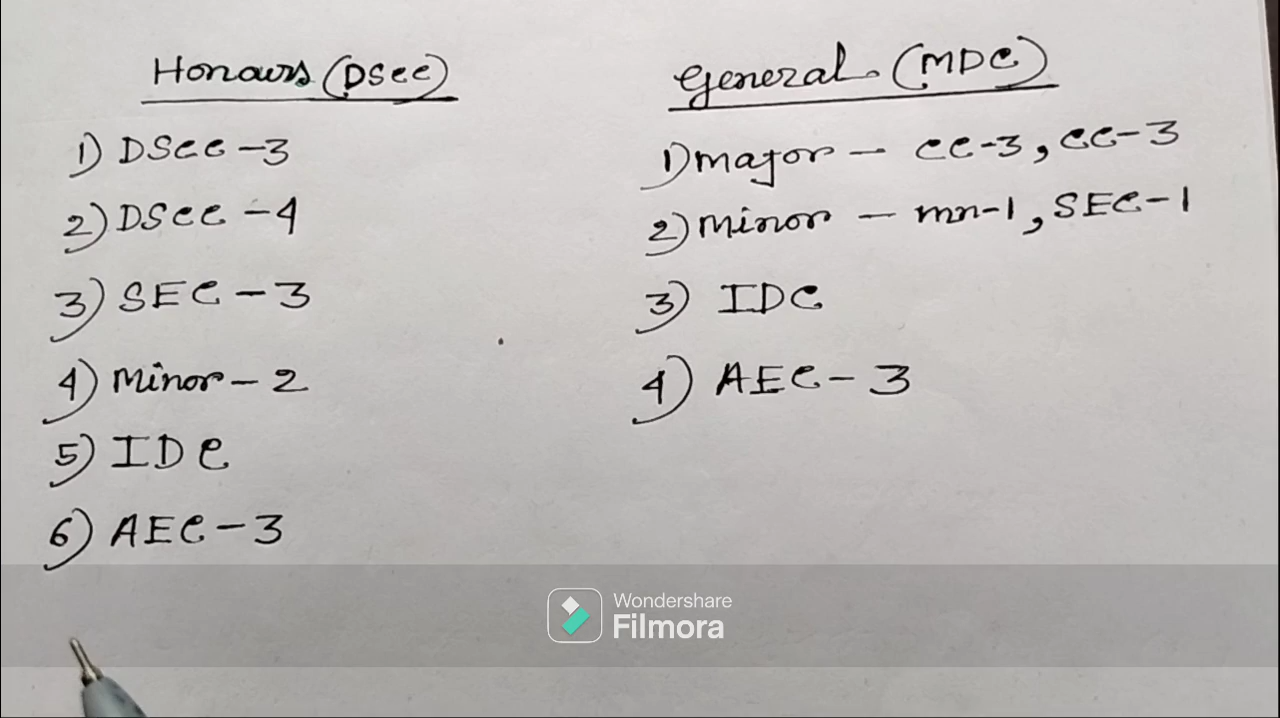 Honours (DSCC)
1) DSCC - 3
2) DSCC - 4
3) SEC - 3
4) Minor - 2
5) IDC
6) AEC - 3
General (MDC)
1) major - CC-3, CC-3
2) minor - mn-1, SEC-1
3) IDC
4) AEC - 3
Wondershare
Filmora